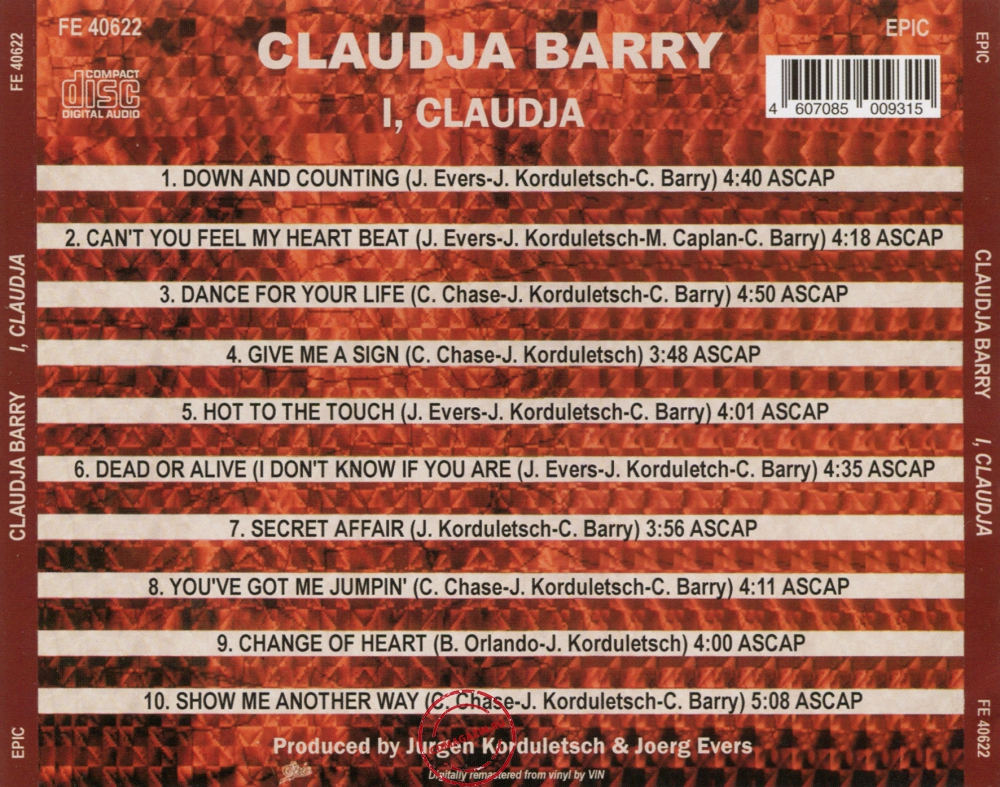 FE 40622
EPIC
COMPACT
disc
DIGITAL AUDIO
CLAUDJA BARRY
I, CLAUDJA
4 607085 009315
1. DOWN AND COUNTING (J. Evers-J. Korduletsch-C. Barry) 4:40 ASCAP
2. CAN'T YOU FEEL MY HEART BEAT (J. Evers-J. Korduletsch-M. Caplan-C. Barry) 4:18 ASCAP
3. DANCE FOR YOUR LIFE (C. Chase-J. Korduletsch-C. Barry) 4:50 ASCAP
4. GIVE ME A SIGN (C. Chase-J. Korduletsch) 3:48 ASCAP
5. HOT TO THE TOUCH (J. Evers-J. Korduletsch-C. Barry) 4:01 ASCAP
6. DEAD OR ALIVE (I DON'T KNOW IF YOU ARE (J. Evers-J. Korduletch-C. Barry) 4:35 ASCAP
7. SECRET AFFAIR (J. Korduletsch-C. Barry) 3:56 ASCAP
8. YOU'VE GOT ME JUMPIN' (C. Chase-J. Korduletsch-C. Barry) 4:11 ASCAP
9. CHANGE OF HEART (B. Orlando-J. Korduletsch) 4:00 ASCAP
10. SHOW ME ANOTHER WAY (C. Chase-J. Korduletsch-C. Barry) 5:08 ASCAP
Produced by Jurgen Korduletsch & Joerg Evers
Epic
Digitally remastered from vinyl by VIN
EPIC CLAUDJA BARRY I, CLAUDJA FE 40622
EPIC CLAUDJA BARRY I, CLAUDJA FE 40622